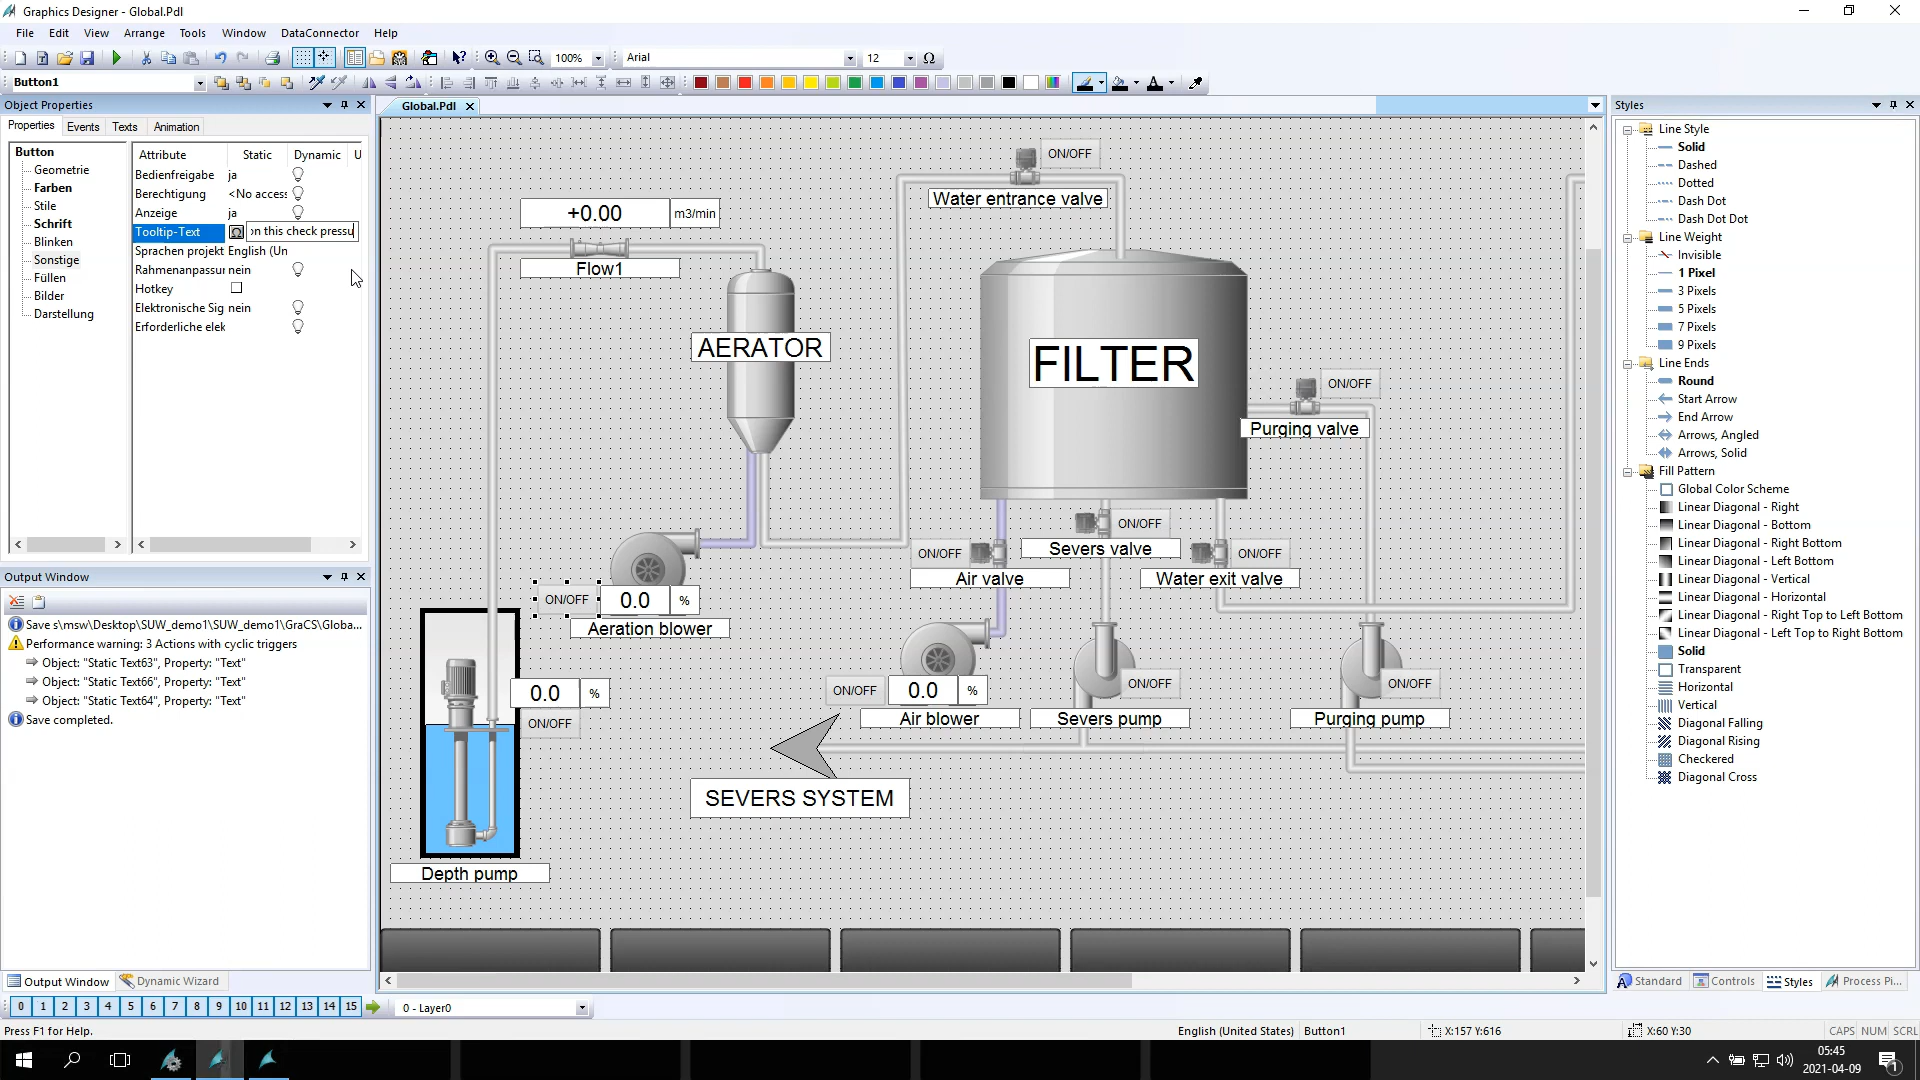 Graphics Designer - Global.Pdl
File Edit View Arrange Tools Window DataConnector Help
100% Arial 12 Ω
Button1
Object Properties
Properties Events Texts Animation
Button
Geometrie
Farben
Stile
Schrift
Blinken
Sonstige
Füllen
Bilder
Darstellung
Attribute Static Dynamic U
Bedienfreigabe ja
Berechtigung <No access
Anzeige ja
Tooltip-Text on this check pressu
Sprachen projekt English (Un
Rahmenanpassur nein
Hotkey
Elektronische Sig nein
Erforderliche elek
Output Window
Save s\msw\Desktop\SUW_demo1\SUW_demo1\GraCS\Globa...
Performance warning: 3 Actions with cyclic triggers
Object: "Static Text63", Property: "Text"
Object: "Static Text66", Property: "Text"
Object: "Static Text64", Property: "Text"
Save completed.
Output Window Dynamic Wizard
Global.Pdl
ON/OFF
Water entrance valve
+0.00 m3/min
Flow1
AERATOR
FILTER
ON/OFF
Purging valve
ON/OFF
Severs valve
ON/OFF
Air valve
ON/OFF
Water exit valve
ON/OFF 0.0 %
Aeration blower
0.0 %
ON/OFF
ON/OFF 0.0 %
Air blower
ON/OFF
Severs pump
ON/OFF
Purging pump
SEVERS SYSTEM
Depth pump
Styles
Line Style
Solid
Dashed
Dotted
Dash Dot
Dash Dot Dot
Line Weight
Invisible
1 Pixel
3 Pixels
5 Pixels
7 Pixels
9 Pixels
Line Ends
Round
Start Arrow
End Arrow
Arrows, Angled
Arrows, Solid
Fill Pattern
Global Color Scheme
Linear Diagonal - Right
Linear Diagonal - Bottom
Linear Diagonal - Right Bottom
Linear Diagonal - Left Bottom
Linear Diagonal - Vertical
Linear Diagonal - Horizontal
Linear Diagonal - Right Top to Left Bottom
Linear Diagonal - Left Top to Right Bottom
Solid
Transparent
Horizontal
Vertical
Diagonal Falling
Diagonal Rising
Checkered
Diagonal Cross
Standard Controls Styles Process Pi...
0 1 2 3 4 5 6 7 8 9 10 11 12 13 14 15 0 - Layer0
Press F1 for Help. English (United States) Button1 X:157 Y:616 X:60 Y:30 CAPS NUM SCRL
05:45
2021-04-09
1